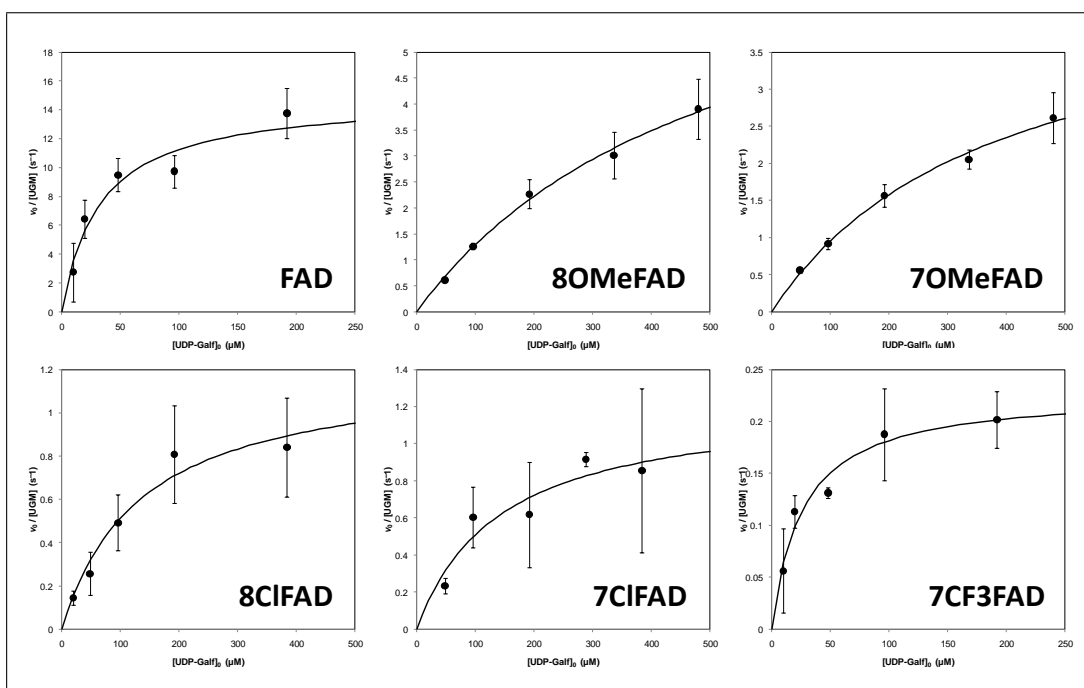 18
16
14
12
10
8
6
4
2
0
0 50 100 150 200 250
v₀ / [UGM] (s⁻¹)
[UDP-Galf]₀ (µM)
FAD
5
4.5
4
3.5
3
2.5
2
1.5
1
0.5
0
0 100 200 300 400 500
v₀ / [UGM] (s⁻¹)
[UDP-Galf]₀ (µM)
8OMeFAD
3.5
3
2.5
2
1.5
1
0.5
0
0 100 200 300 400 500
v₀ / [UGM] (s⁻¹)
[UDP-Galf]₀ (µM)
7OMeFAD
1.2
1
0.8
0.6
0.4
0.2
0
0 100 200 300 400 500
v₀ / [UGM] (s⁻¹)
[UDP-Galf]₀ (µM)
8ClFAD
1.4
1.2
1
0.8
0.6
0.4
0.2
0
0 100 200 300 400 500
v₀ / [UGM] (s⁻¹)
[UDP-Galf]₀ (µM)
7ClFAD
0.25
0.2
0.15
0.1
0.05
0
0 50 100 150 200 250
v₀ / [UGM] (s⁻¹)
[UDP-Galf]₀ (µM)
7CF3FAD